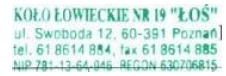 KOŁO ŁOWIECKIE NR 19 "ŁOŚ"
ul. Swoboda 12, 60-391 Poznań
tel. 61 8614 884, fax 61 8614 885
NIP 781-13-64-046 REGON 630706815